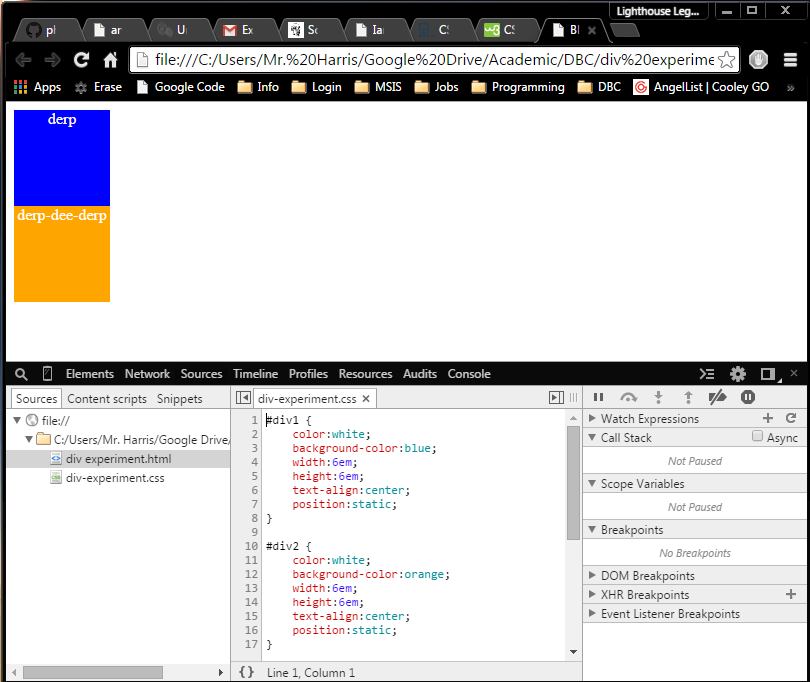 Lighthouse Leg...
pl
ar
U
Ex
So
Ia
CS
w3
CS
Bl
file:///C:/Users/Mr.%20Harris/Google%20Drive/Academic/DBC/div%20experime
Apps Erase Google Code Info Login MSIS Jobs Programming DBC AngelList | Cooley GO »
derp
derp-dee-derp
Elements Network Sources Timeline Profiles Resources Audits Console
Sources Content scripts Snippets
file://
C:/Users/Mr. Harris/Google Drive/
div experiment.html
div-experiment.css
div-experiment.css ×
1 #div1 {
2 color:white;
3 background-color:blue;
4 width:6em;
5 height:6em;
6 text-align:center;
7 position:static;
8 }
9
10 #div2 {
11 color:white;
12 background-color:orange;
13 width:6em;
14 height:6em;
15 text-align:center;
16 position:static;
17 }
{} Line 1, Column 1
Watch Expressions
Call Stack Async
Not Paused
Scope Variables
Not Paused
Breakpoints
No Breakpoints
DOM Breakpoints
XHR Breakpoints
Event Listener Breakpoints